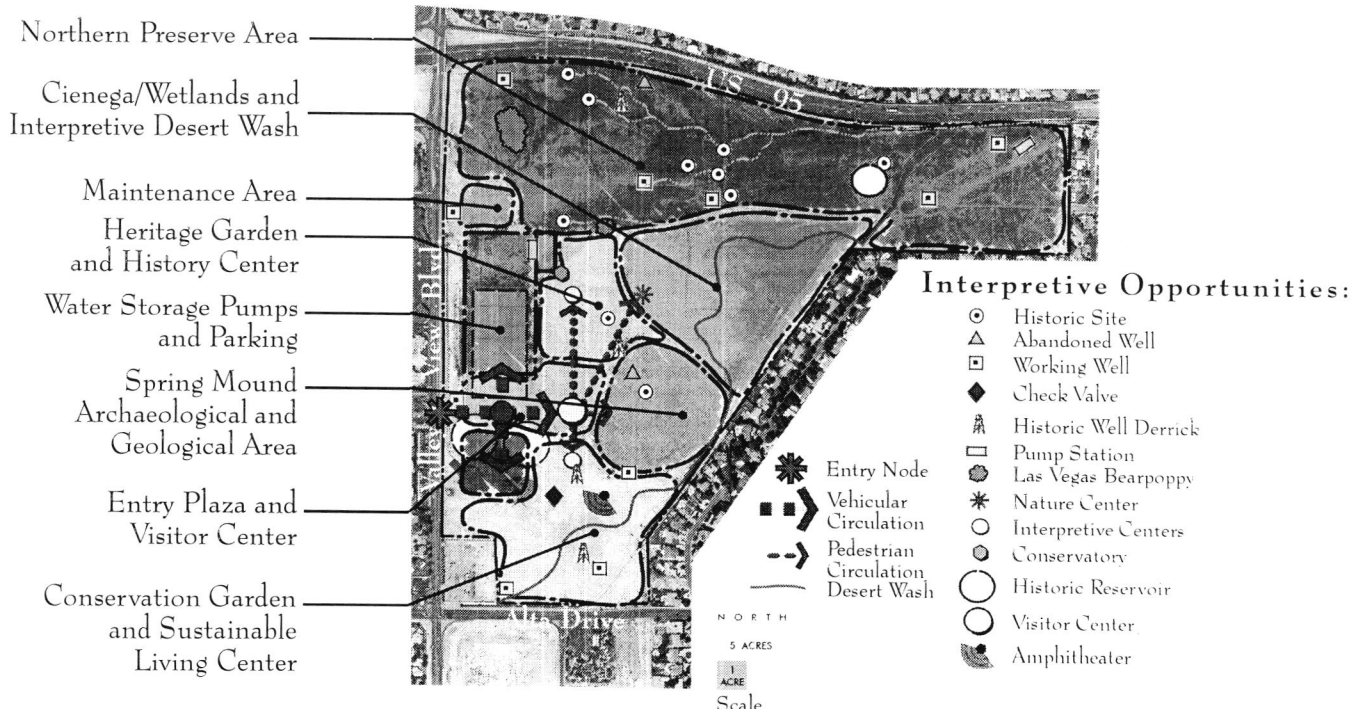 Northern Preserve Area
Cienega/Wetlands and
Interpretive Desert Wash
Maintenance Area
Heritage Garden
and History Center
Water Storage Pumps
and Parking
Spring Mound
Archaeological and
Geological Area
Entry Plaza and
Visitor Center
Conservation Garden
and Sustainable
Living Center
US 95
Valley View Blvd
Alta Drive
Interpretive Opportunities:
Historic Site
Abandoned Well
Working Well
Check Valve
Historic Well Derrick
Pump Station
Las Vegas Bearpoppy
Nature Center
Interpretive Centers
Conservatory
Historic Reservoir
Visitor Center
Amphitheater
Entry Node
Vehicular
Circulation
Pedestrian
Circulation
Desert Wash
NORTH
5 ACRES
1
ACRE
Scale